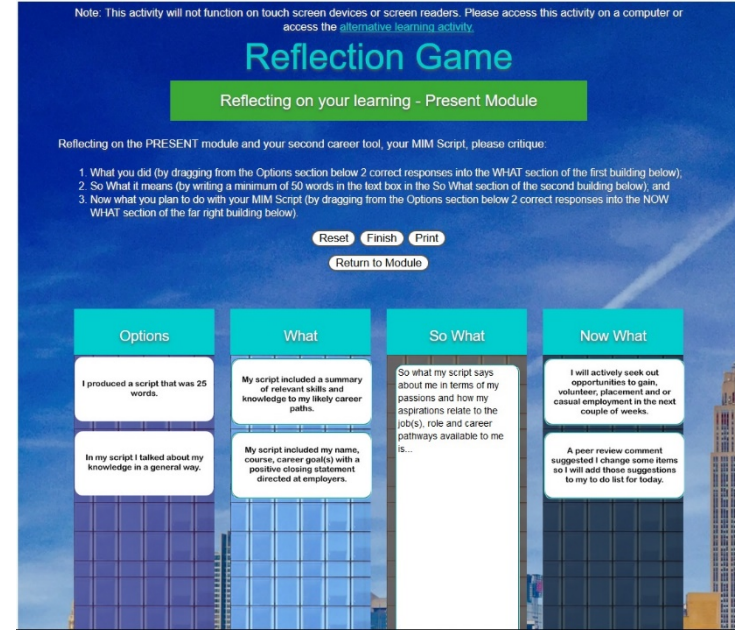 Note: This activity will not function on touch screen devices or screen readers. Please access this activity on a computer or
access the alternative learning activity.
Reflection Game
Reflecting on your learning - Present Module
Reflecting on the PRESENT module and your second career tool, your MIM Script, please critique:
1. What you did (by dragging from the Options section below 2 correct responses into the WHAT section of the first building below);
2. So What it means (by writing a minimum of 50 words in the text box in the So What section of the second building below); and
3. Now what you plan to do with your MIM Script (by dragging from the Options section below 2 correct responses into the NOW
WHAT section of the far right building below).
Reset Finish Print
Return to Module
Options
I produced a script that was 25
words.
In my script I talked about my
knowledge in a general way.
What
My script included a summary
of relevant skills and
knowledge to my likely career
paths.
My script included my name,
course, career goal(s) with a
positive closing statement
directed at employers.
So What
So what my script says
about me in terms of my
passions and how my
aspirations relate to the
job(s), role and career
pathways available to me
is...
Now What
I will actively seek out
opportunities to gain,
volunteer, placement and or
casual employment in the next
couple of weeks.
A peer review comment
suggested I change some items
so I will add those suggestions
to my to do list for today.